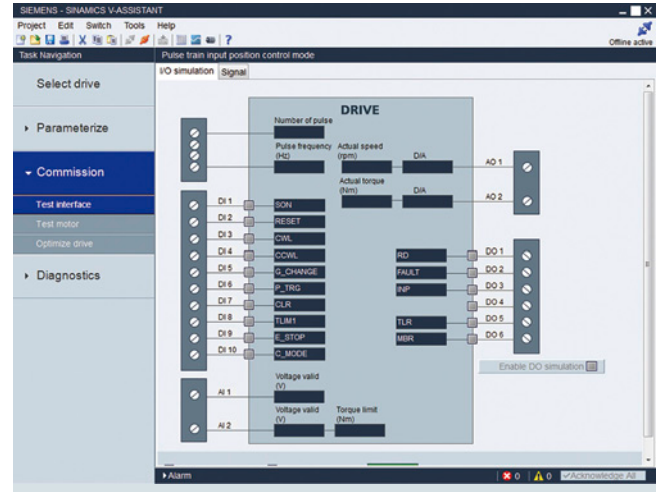 SIEMENS - SINAMICS V-ASSISTANT
Project Edit Switch Tools Help
Offline active
Task Navigation
Pulse train input position control mode
I/O simulation Signal
Select drive
Parameterize
Commission
Test interface
Test motor
Optimize drive
Diagnostics
DRIVE
Number of pulse
Pulse frequency (Hz)
Actual speed (rpm)
D/A
AO 1
Actual torque (Nm)
D/A
AO 2
DI 1 SON
DI 2 RESET
DI 3 CWL
DI 4 CCWL
DI 5 G_CHANGE
DI 6 P_TRG
DI 7 CLR
DI 8 TLIM1
DI 9 E_STOP
DI 10 C_MODE
RD DO 1
FAULT DO 2
INP DO 3
DO 4
TLR DO 5
MBR DO 6
Enable DO simulation
AI 1
Voltage valid (V)
AI 2
Voltage valid (V)
Torque limit (Nm)
Alarm
0
0
Acknowledge All